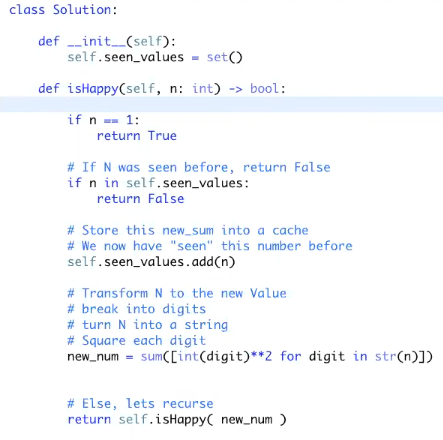 class Solution:
def __init__(self):
self.seen_values = set()
def isHappy(self, n: int) -> bool:
if n == 1:
return True
# If N was seen before, return False
if n in self.seen_values:
return False
# Store this new_sum into a cache
# We now have "seen" this number before
self.seen_values.add(n)
# Transform N to the new Value
# break into digits
# turn N into a string
# Square each digit
new_num = sum([int(digit)**2 for digit in str(n)])
# Else, lets recurse
return self.isHappy( new_num )